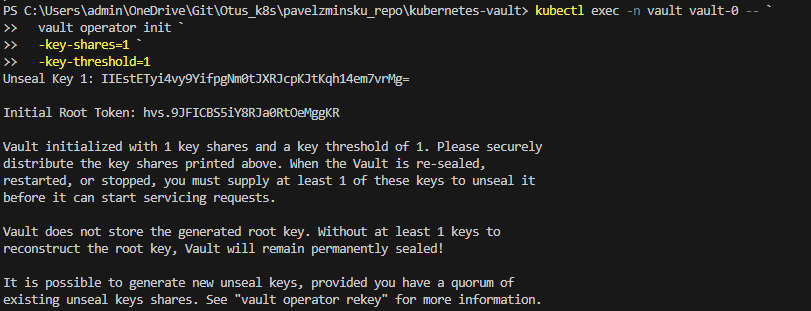 PS C:\Users\admin\OneDrive\Git\Otus_k8s\pavelzminsku_repo\kubernetes-vault> kubectl exec -n vault vault-0 -- `
>>   vault operator init `
>>   -key-shares=1 `
>>   -key-threshold=1
Unseal Key 1: IIEstETyi4vy9YifpgNm0tJXRJcpKJtKqh14em7vrMg=
Initial Root Token: hvs.9JFICBS5iY8RJa0RtOeMggKR
Vault initialized with 1 key shares and a key threshold of 1. Please securely
distribute the key shares printed above. When the Vault is re-sealed,
restarted, or stopped, you must supply at least 1 of these keys to unseal it
before it can start servicing requests.
Vault does not store the generated root key. Without at least 1 keys to
reconstruct the root key, Vault will remain permanently sealed!
It is possible to generate new unseal keys, provided you have a quorum of
existing unseal keys shares. See "vault operator rekey" for more information.